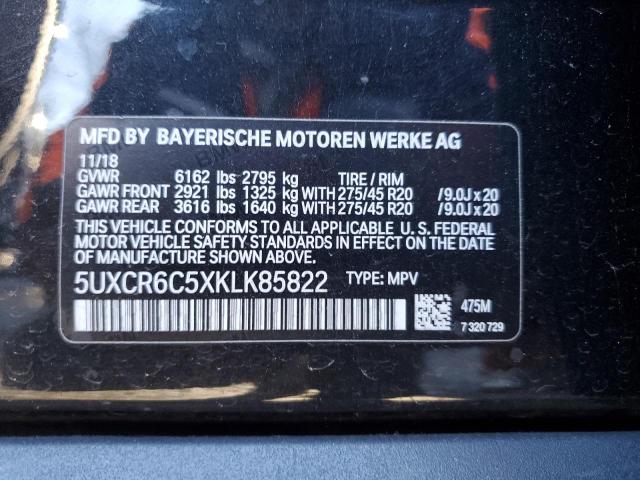 MFD BY BAYERISCHE MOTOREN WERKE AG
11/18
GVWR 6162 lbs 2795 kg TIRE / RIM
GAWR FRONT 2921 lbs 1325 kg WITH 275/45 R20 /9.0J x 20
GAWR REAR 3616 lbs 1640 kg WITH 275/45 R20 /9.0J x 20
THIS VEHICLE CONFORMS TO ALL APPLICABLE U.S. FEDERAL
MOTOR VEHICLE SAFETY STANDARDS IN EFFECT ON THE DATE
OF MANUFACTURE SHOWN ABOVE.
5UXCR6C5XKLK85822 TYPE: MPV
475M
7 320 729